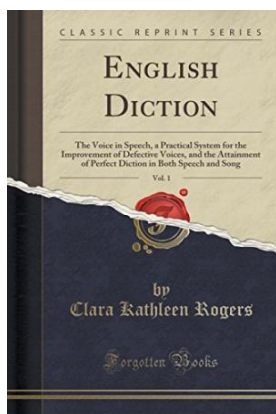 CLASSIC REPRINT SERIES
ENGLISH
DICTION
The Voice in Speech, a Practical System for the
Improvement of Defective Voices, and the Attainment
of Perfect Diction in Both Speech and Song
Vol. 1
by
Clara Kathleen Rogers
Forgotten Books